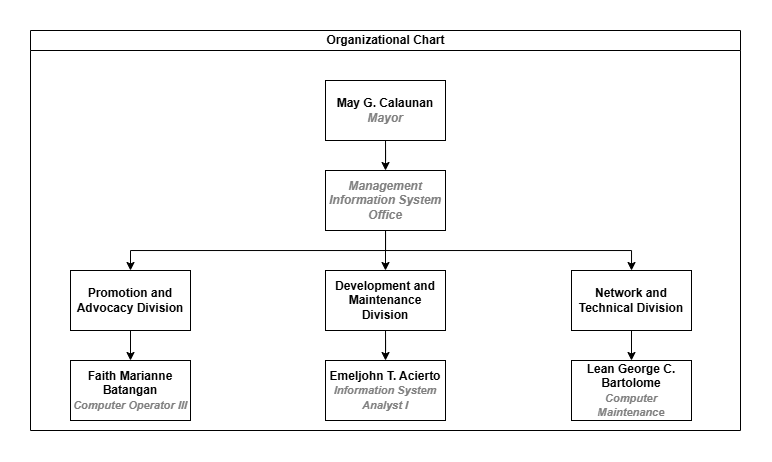 Organizational Chart
May G. Calaunan
Mayor
Management
Information System
Office
Promotion and
Advocacy Division
Development and
Maintenance
Division
Network and
Technical Division
Faith Marianne
Batangan
Computer Operator III
Emeljohn T. Acierto
Information System
Analyst I
Lean George C.
Bartolome
Computer
Maintenance